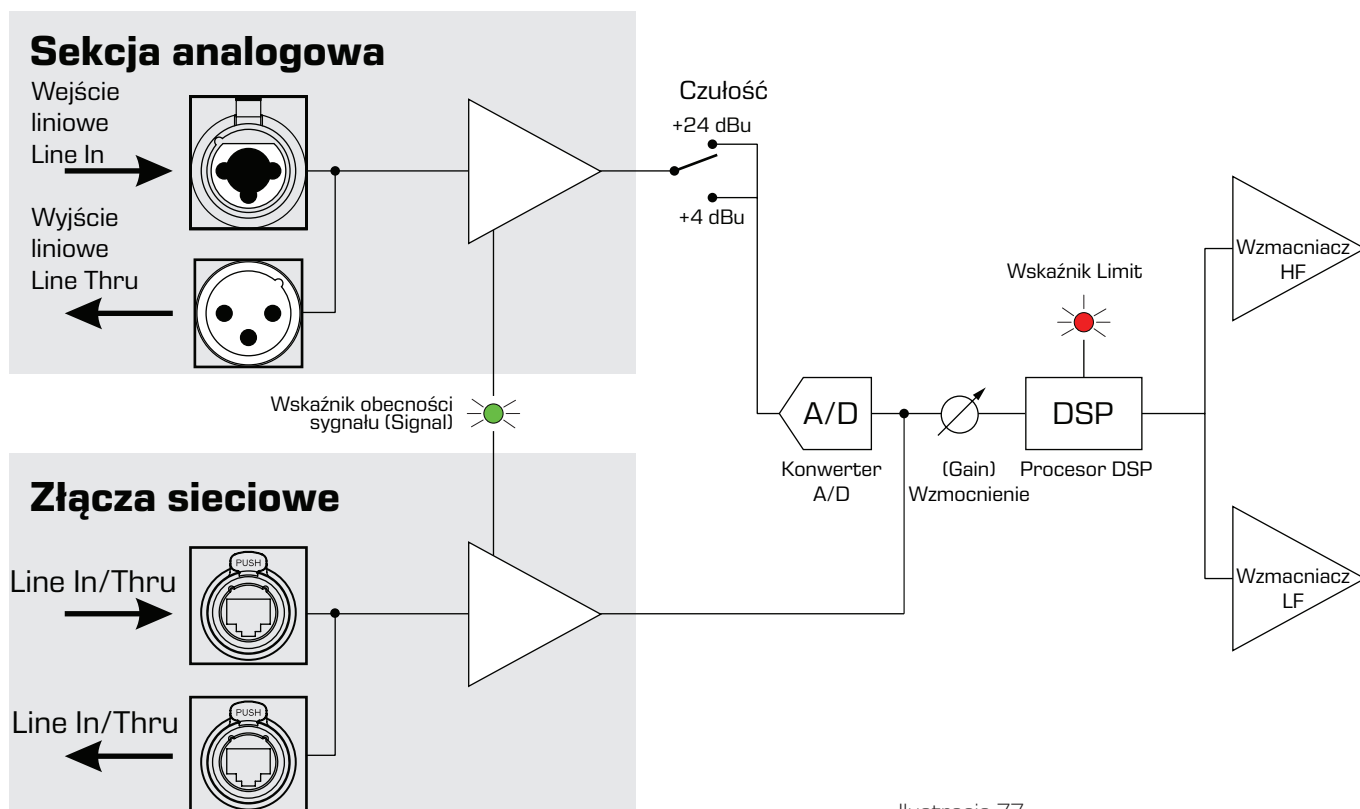 Sekcja analogowa
Wejście
liniowe
Line In
Wyjście
liniowe
Line Thru
Czułość
+24 dBu
+4 dBu
Wskaźnik Limit
Wzmacniacz
HF
Wskaźnik obecności
sygnału (Signal)
A/D
Konwerter
A/D
(Gain)
Wzmocnienie
DSP
Procesor DSP
Złącza sieciowe
Line In/Thru
PUSH
Wzmacniacz
LF
Line In/Thru
PUSH